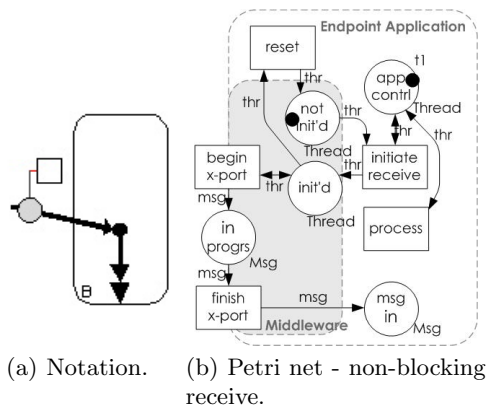 Endpoint Application
reset
t1
app
contrl
Thread
thr
thr
not
init'd
Thread
thr
thr
thr
begin
x-port
thr
init'd
Thread
thr
initiate
receive
msg
in
progrs
Msg
process
msg
finish
x-port
msg
msg
in
Msg
Middleware
B
(a) Notation.
(b) Petri net - non-blocking
receive.